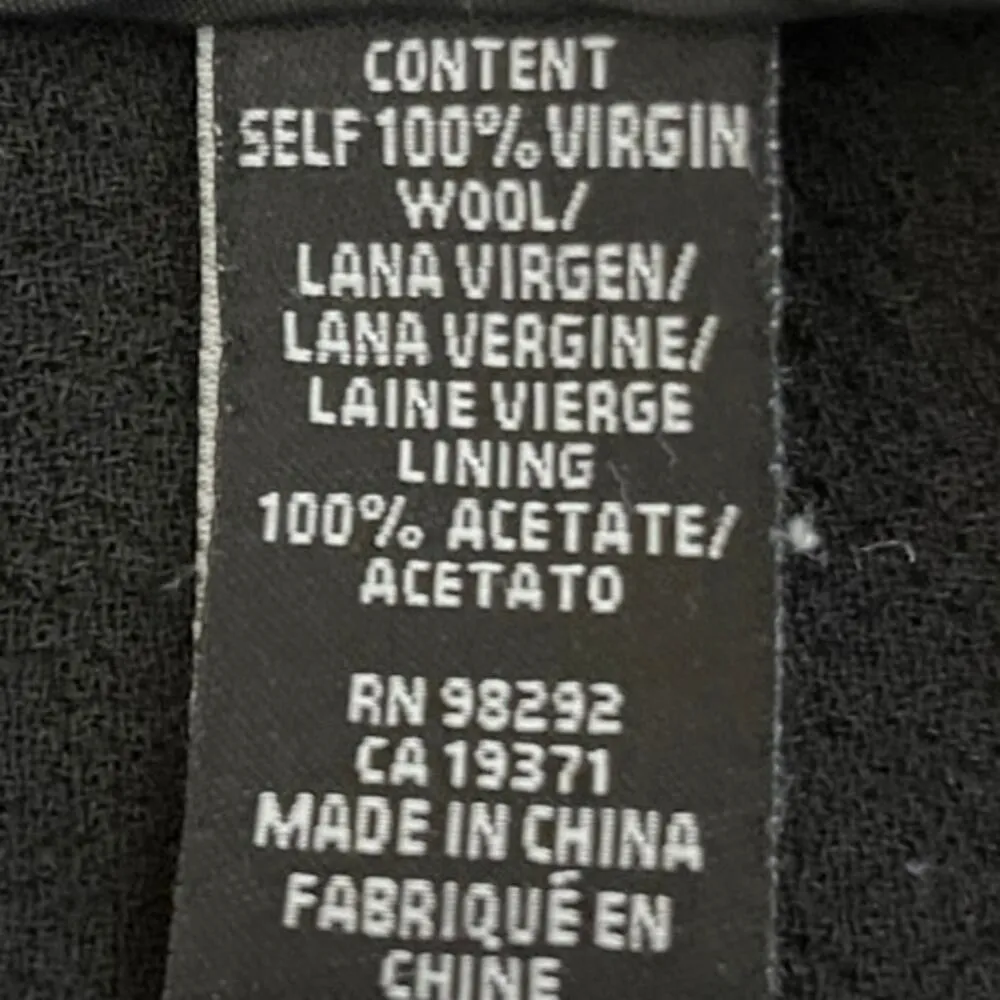 CONTENT
SELF 100% VIRGIN
WOOL/
LANA VIRGEN/
LANA VERGINE/
LAINE VIERGE
LINING
100% ACETATE/
ACETATO
RN 98292
CA 19371
MADE IN CHINA
FABRIQUÉ EN
CHINE